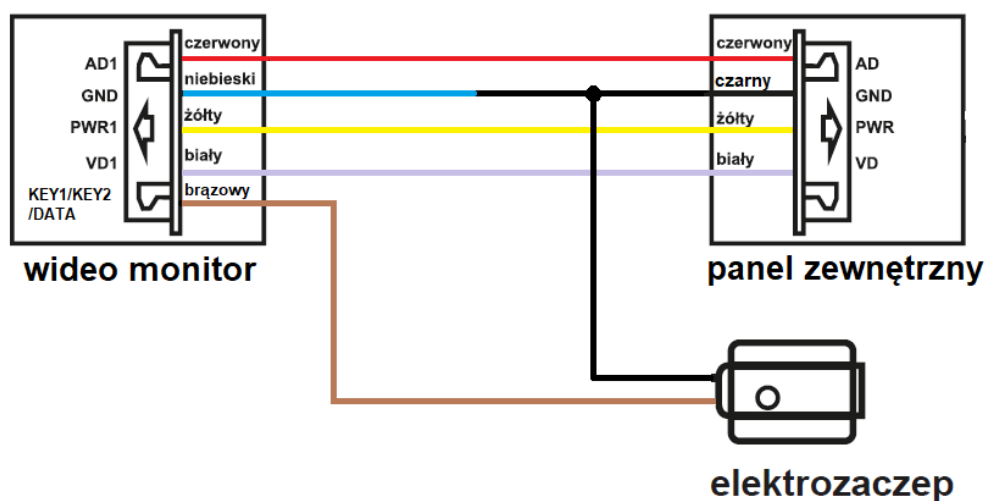 czerwony
AD1
niebieski
GND
żółty
PWR1
biały
VD1
brązowy
KEY1/KEY2
/DATA
wideo monitor
czerwony
AD
czarny
GND
żółty
PWR
biały
VD
panel zewnętrzny
elektrozaczep